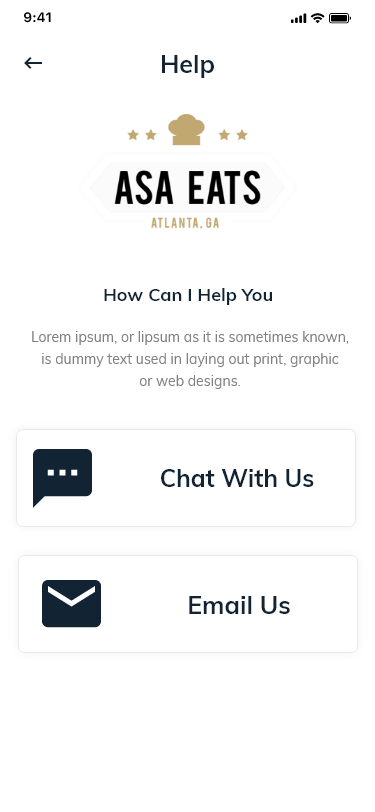 9:41
Help
ASA EATS
ATLANTA, GA
How Can I Help You
Lorem ipsum, or lipsum as it is sometimes known,
is dummy text used in laying out print, graphic
or web designs.
Chat With Us
Email Us